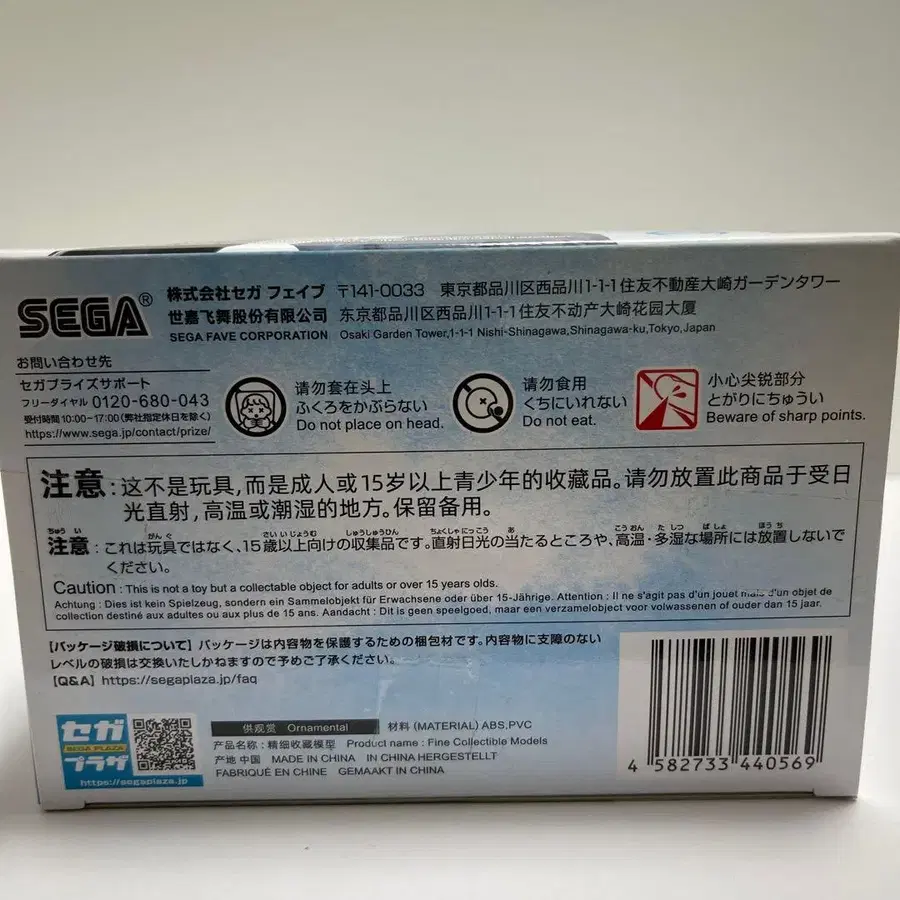 SEGA®
株式会社セガ フェイブ 〒141-0033 東京都品川区西品川1-1-1住友不動産大崎ガーデンタワー
世嘉飞舞股份有限公司 东京都品川区西品川1-1-1住友不动产大崎花园大厦
SEGA FAVE CORPORATION Osaki Garden Tower,1-1-1 Nishi-Shinagawa,Shinagawa-ku,Tokyo,Japan
お問い合わせ先
セガプライズサポート
フリーダイヤル 0120-680-043
受付時間 10:00~17:00(弊社指定休日を除く)
https://www.sega.jp/contact/prize/
请勿套在头上
ふくろをかぶらない
Do not place on head.
请勿食用
くちにいれない
Do not eat.
小心尖锐部分
とがりにちゅうい
Beware of sharp points.
注意:这不是玩具,而是成人或15岁以上青少年的收藏品。请勿放置此商品于受日
光直射,高温或潮湿的地方。保留备用。
注意:これは玩具ではなく、15歳以上向けの収集品です。直射日光の当たるところや、高温・多湿な場所には放置しないで
ください。
Caution : This is not a toy but a collectable object for adults or over 15 years olds.
Achtung : Dies ist kein Spielzeug, sondern ein Sammelobjekt für Erwachsene oder über 15-Jährige. Attention : Il ne s'agit pas d'un jouet mais d'un objet de
collection destiné aux adultes ou aux plus de 15 ans. Aandacht : Dit is geen speelgoed, maar een verzamelobject voor volwassenen of ouder dan 15 jaar.
【パッケージ破損について】パッケージは内容物を保護するための梱包材です。内容物に支障のない
レベルの破損は交換いたしかねますので予めご了承ください。
【Q&A】https://segaplaza.jp/faq
セガ
SEGA PLAZA
プラザ
https://segaplaza.jp
供观赏 Ornamental 材料 (MATERIAL) ABS,PVC
产品名称:精细收藏模型 Product name : Fine Collectible Models
产地 中国 MADE IN CHINA IN CHINA HERGESTELLT
FABRIQUÉ EN CHINE GEMAAKT IN CHINA
4 582733 440569